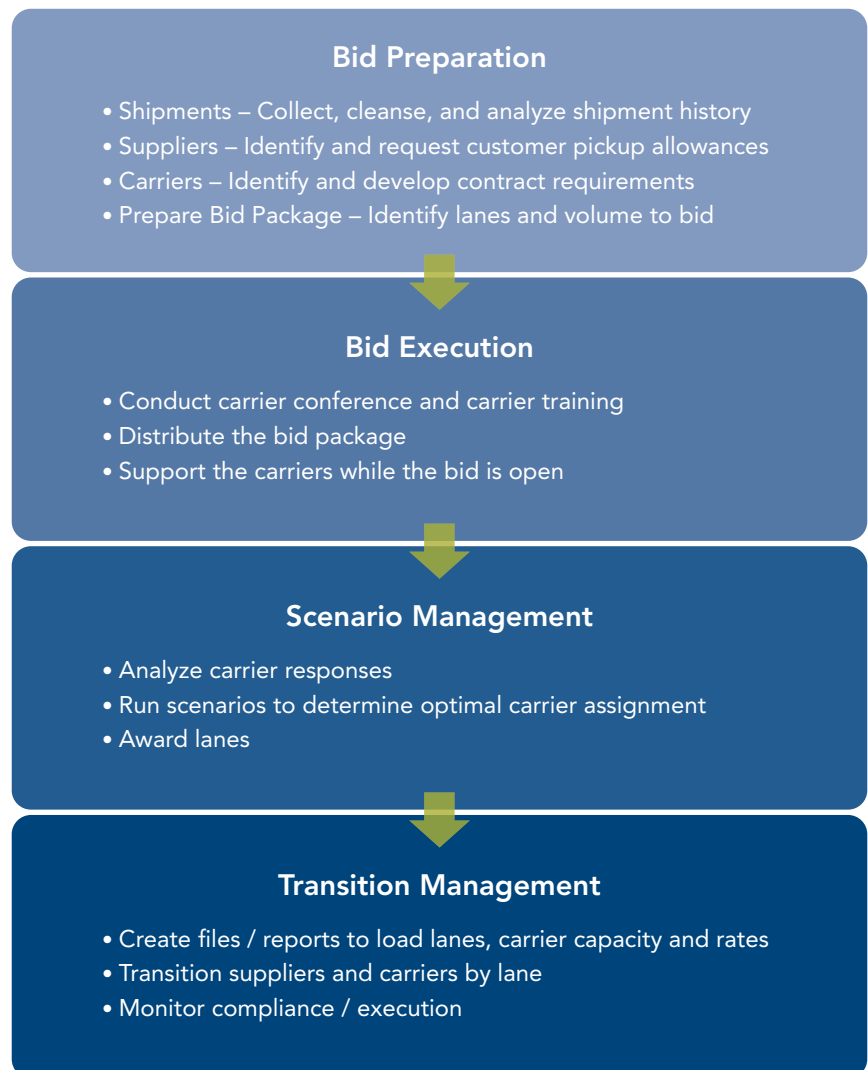 Bid Preparation
• Shipments – Collect, cleanse, and analyze shipment history
• Suppliers – Identify and request customer pickup allowances
• Carriers – Identify and develop contract requirements
• Prepare Bid Package – Identify lanes and volume to bid
Bid Execution
• Conduct carrier conference and carrier training
• Distribute the bid package
• Support the carriers while the bid is open
Scenario Management
• Analyze carrier responses
• Run scenarios to determine optimal carrier assignment
• Award lanes
Transition Management
• Create files / reports to load lanes, carrier capacity and rates
• Transition suppliers and carriers by lane
• Monitor compliance / execution